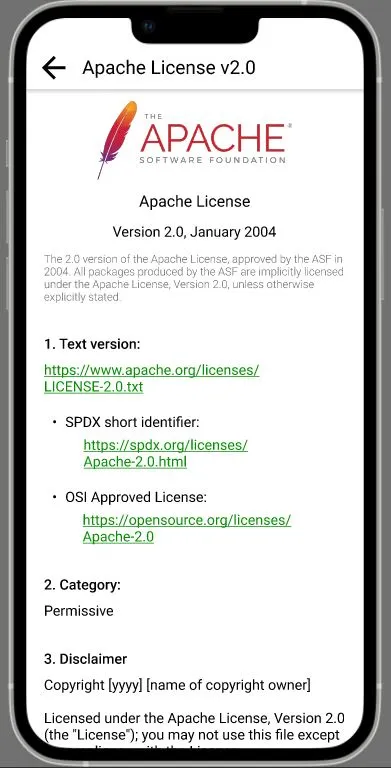 Apache License v2.0
THE
APACHE
SOFTWARE FOUNDATION
Apache License
Version 2.0, January 2004
The 2.0 version of the Apache License, approved by the ASF in
2004. All packages produced by the ASF are implicitly licensed
under the Apache License, Version 2.0, unless otherwise
explicitly stated.
1. Text version:
https://www.apache.org/licenses/
LICENSE-2.0.txt
• SPDX short identifier:
https://spdx.org/licenses/
Apache-2.0.html
• OSI Approved License:
https://opensource.org/licenses/
Apache-2.0
2. Category:
Permissive
3. Disclaimer
Copyright [yyyy] [name of copyright owner]
Licensed under the Apache License, Version 2.0
(the "License"); you may not use this file except